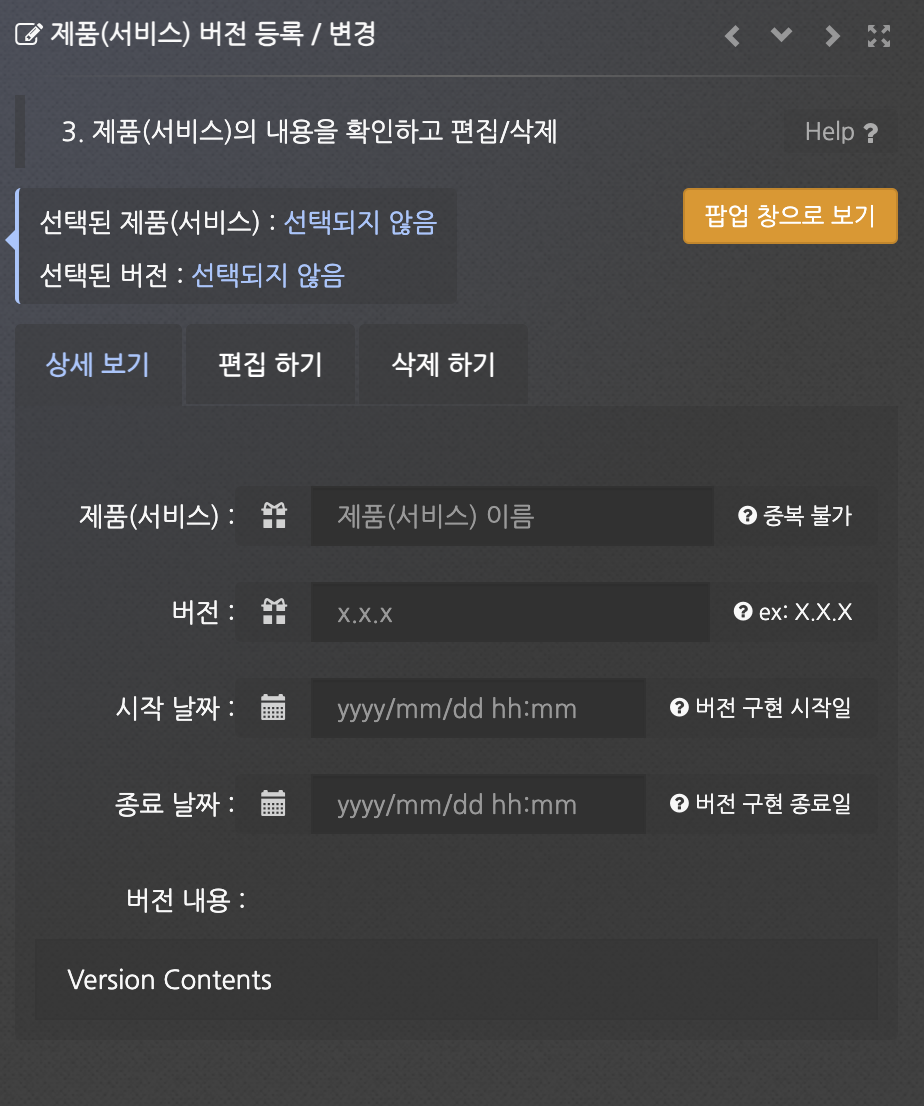 제품(서비스) 버전 등록 / 변경
3. 제품(서비스)의 내용을 확인하고 편집/삭제 Help ?
선택된 제품(서비스) : 선택되지 않음
팝업 창으로 보기
선택된 버전 : 선택되지 않음
상세 보기 편집 하기 삭제 하기
제품(서비스) : 제품(서비스) 이름 ? 중복 불가
버전 : x.x.x ? ex: X.X.X
시작 날짜 : yyyy/mm/dd hh:mm ? 버전 구현 시작일
종료 날짜 : yyyy/mm/dd hh:mm ? 버전 구현 종료일
버전 내용 :
Version Contents